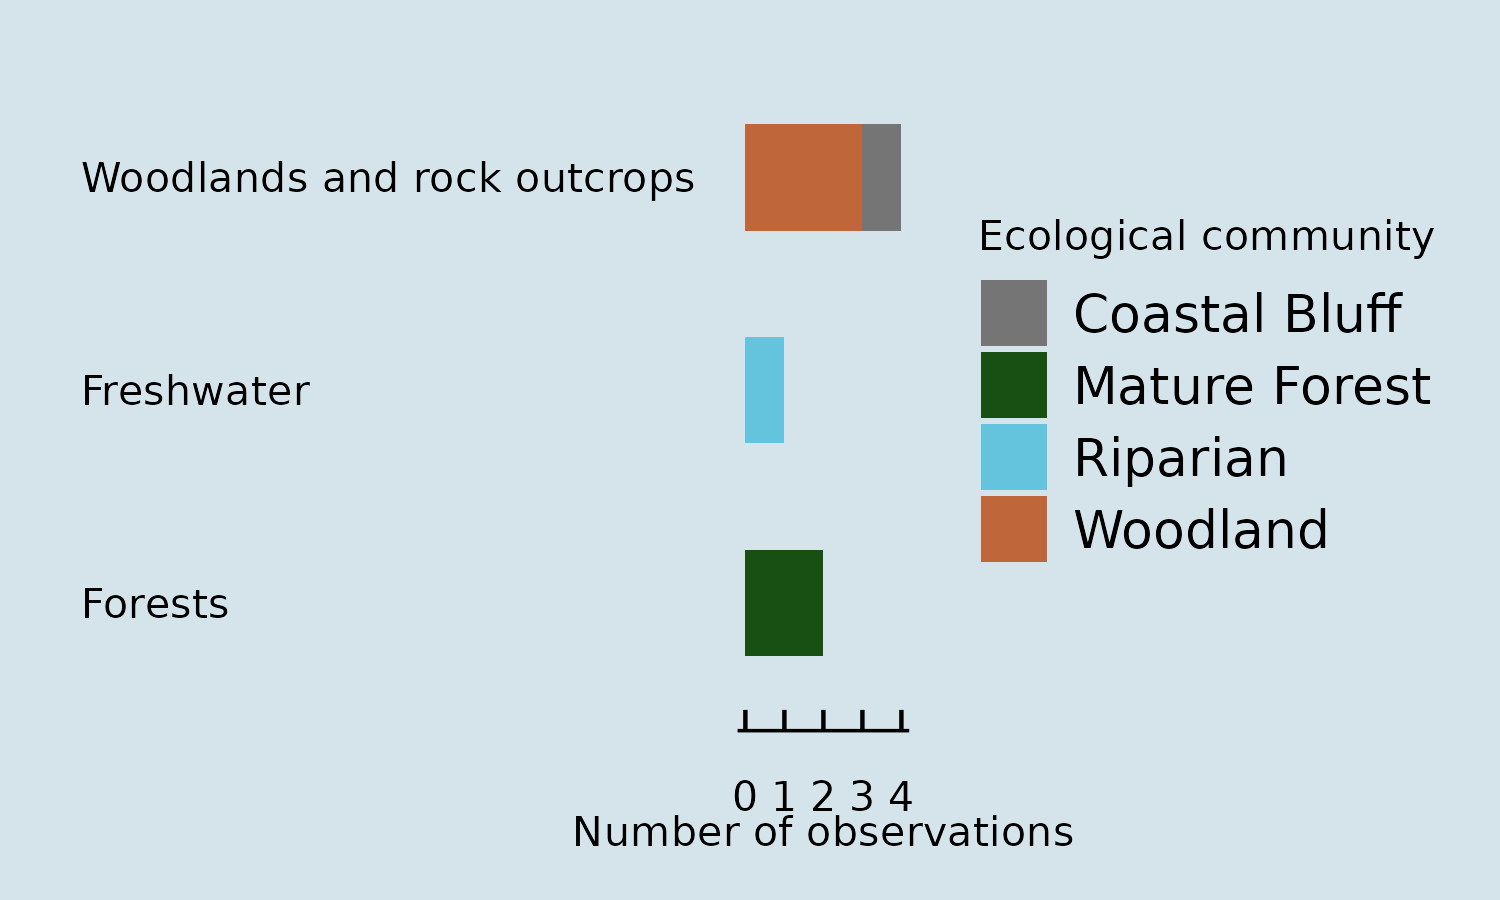 Woodlands and rock outcrops
Freshwater
Forests
0 1 2 3 4
Number of observations
Ecological community
Coastal Bluff
Mature Forest
Riparian
Woodland